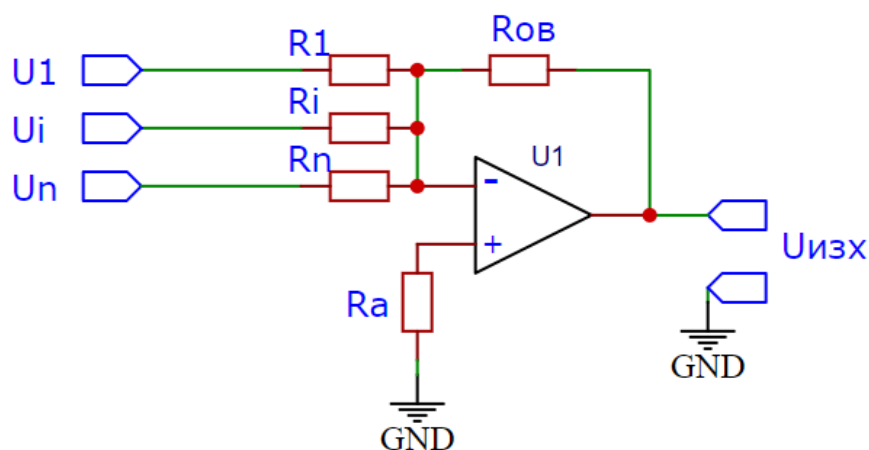 R1
Rов
U1
Ri
Ui
Rn
U1
Un
-
+
Uизх
Ra
GND
GND